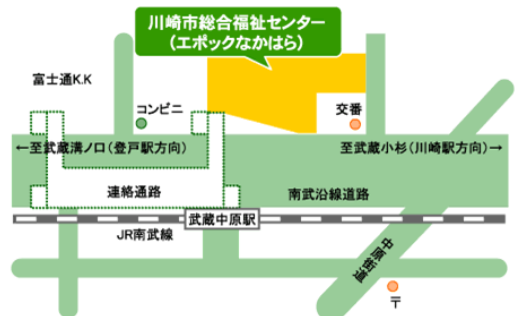 川崎市総合福祉センター
(エポックなかはら)
富士通K.K
コンビニ
交番
←至武蔵溝ノ口(登戸駅方向)
至武蔵小杉(川崎駅方向)→
連絡通路
南武沿線道路
武蔵中原駅
JR南武線
中原街道
〒